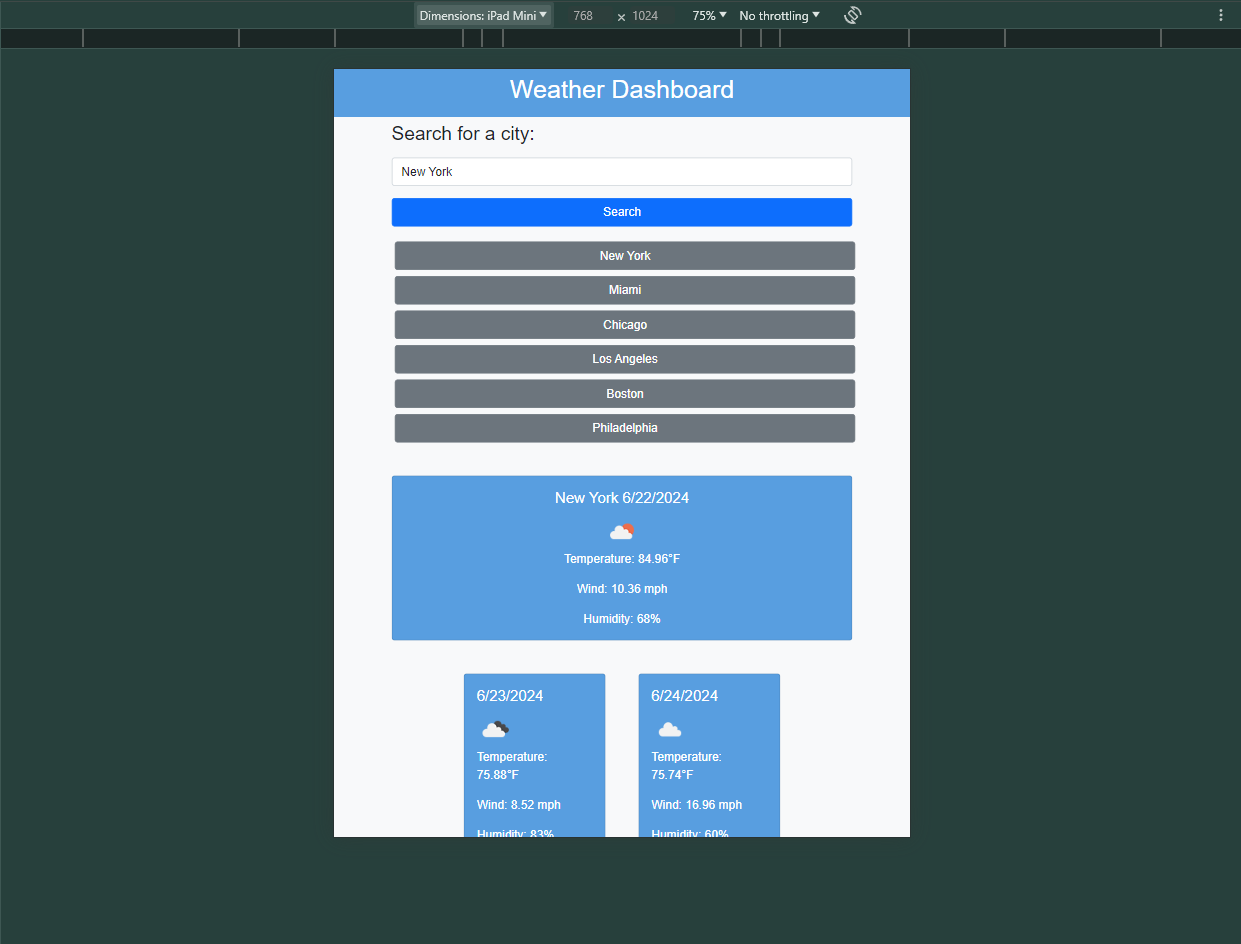 Dimensions: iPad Mini 768 × 1024 75% No throttling
Weather Dashboard
Search for a city:
New York
Search
New York
Miami
Chicago
Los Angeles
Boston
Philadelphia
New York 6/22/2024
Temperature: 84.96°F
Wind: 10.36 mph
Humidity: 68%
6/23/2024
Temperature:
75.88°F
Wind: 8.52 mph
Humidity: 83%
6/24/2024
Temperature:
75.74°F
Wind: 16.96 mph
Humidity: 60%